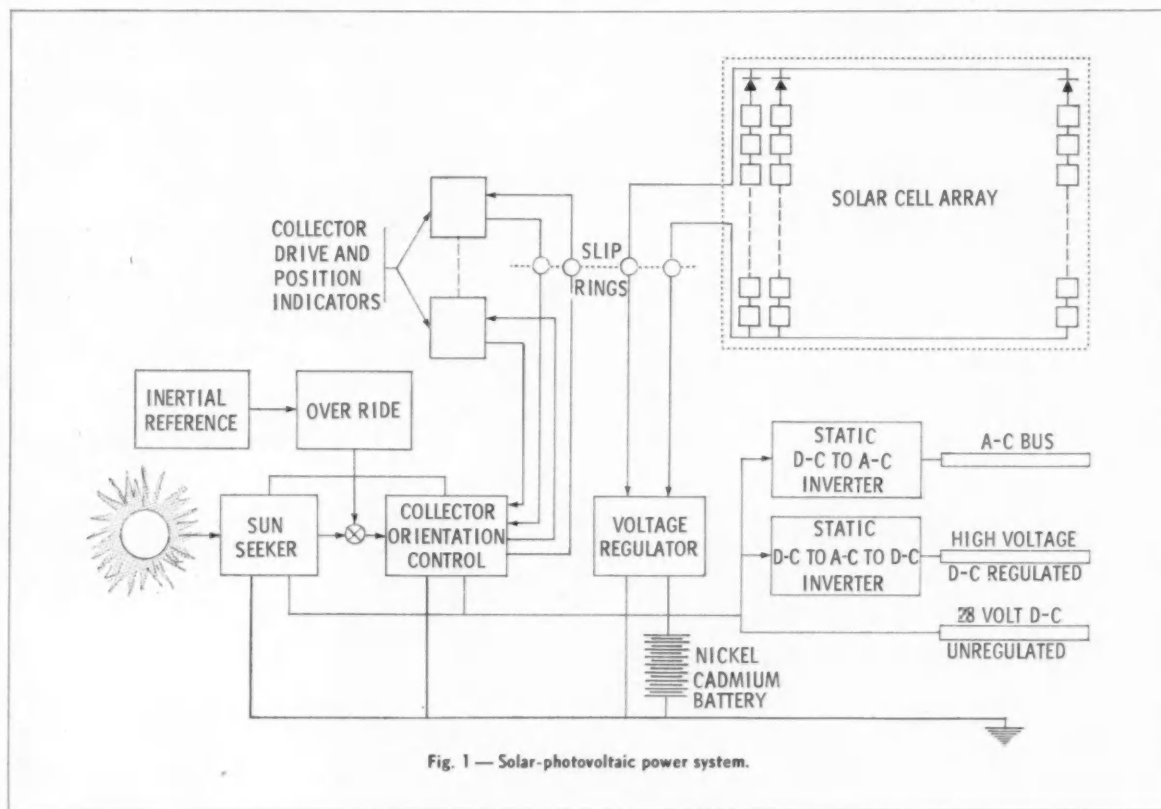 SOLAR CELL ARRAY
COLLECTOR
DRIVE AND
POSITION
INDICATORS
SLIP
RINGS
INERTIAL
REFERENCE
OVER RIDE
SUN
SEEKER
COLLECTOR
ORIENTATION
CONTROL
VOLTAGE
REGULATOR
STATIC
D-C TO A-C
INVERTER
A-C BUS
STATIC
D-C TO A-C TO D-C
INVERTER
HIGH VOLTAGE
D-C REGULATED
28 VOLT D-C
UNREGULATED
NICKEL
CADMIUM
BATTERY
Fig. 1 — Solar-photovoltaic power system.